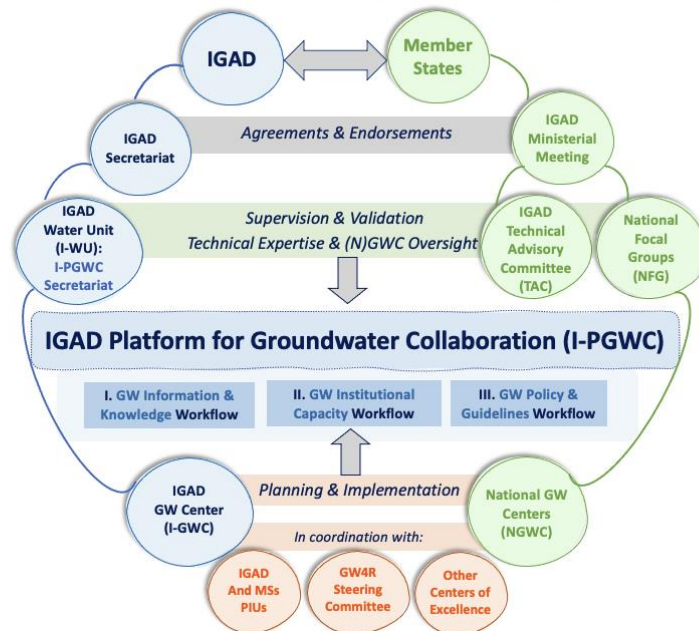 IGAD
Member
States
IGAD
Secretariat
Agreements & Endorsements
IGAD
Ministerial
Meeting
IGAD
Water Unit
(I-WU):
I-PGWC
Secretariat
Supervision & Validation
Technical Expertise & (N)GWC Oversight
IGAD
Technical
Advisory
Committee
(TAC)
National
Focal
Groups
(NFG)
IGAD Platform for Groundwater Collaboration (I-PGWC)
I. GW Information &
Knowledge Workflow
II. GW Institutional
Capacity Workflow
III. GW Policy &
Guidelines Workflow
IGAD
GW Center
(I-GWC)
Planning & Implementation
National GW
Centers
(NGWC)
In coordination with:
IGAD
And MSs
PIUs
GW4R
Steering
Committee
Other
Centers of
Excellence